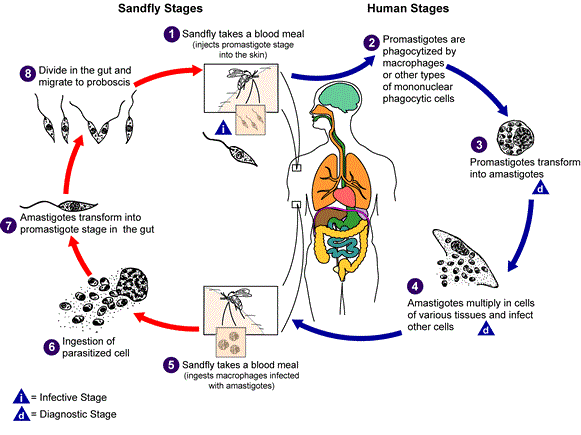 Sandfly Stages
Human Stages
1 Sandfly takes a blood meal
(injects promastigote stage
into the skin)
2 Promastigotes are
phagocytized by
macrophages
or other types
of mononuclear
phagocytic cells
3
Promastigotes transform
into amastigotes
d
4
Amastigotes multiply in cells
of various tissues and infect
other cells
d
5 Sandfly takes a blood meal
(ingests macrophages infected
with amastigotes)
6 Ingestion of
parasitized cell
7 Amastigotes transform into
promastigote stage in the gut
8 Divide in the gut and
migrate to proboscis
i
i = Infective Stage
d = Diagnostic Stage